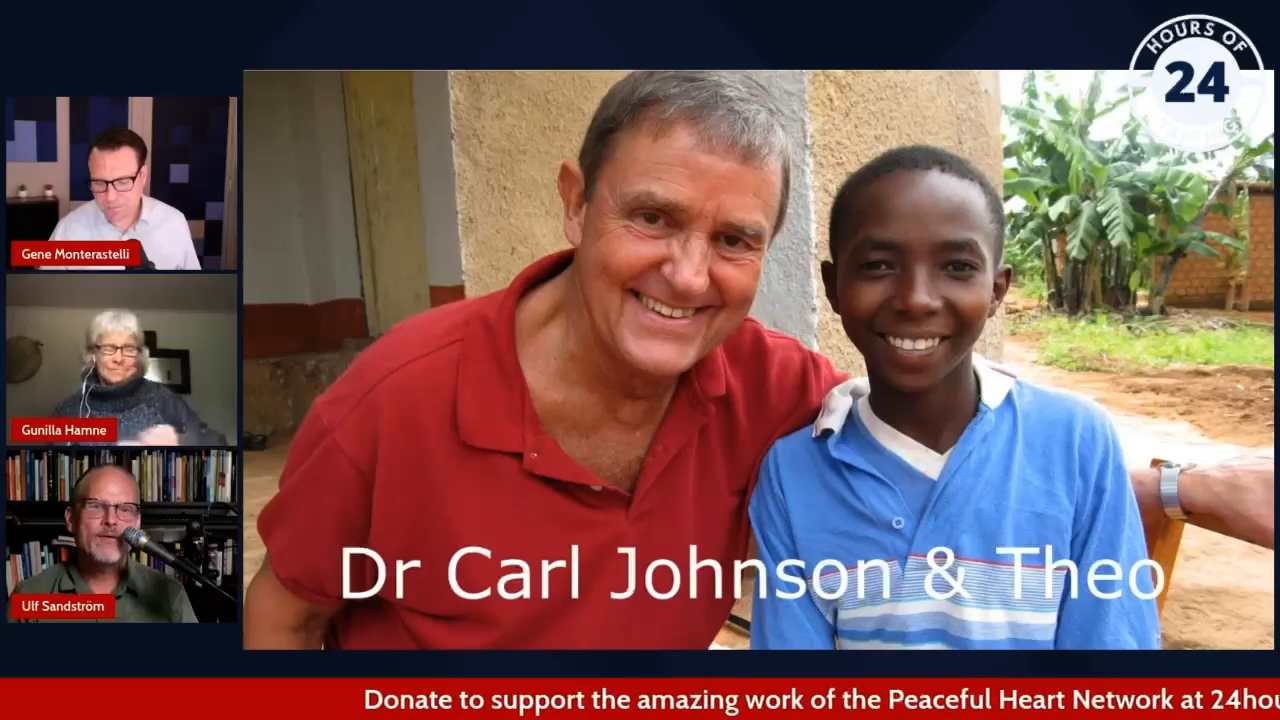 HOURS OF
24
TAPPING
Gene Monterastelli
Gunilla Hamne
Ulf Sandström
Dr Carl Johnson & Theo
Donate to support the amazing work of the Peaceful Heart Network at 24hou